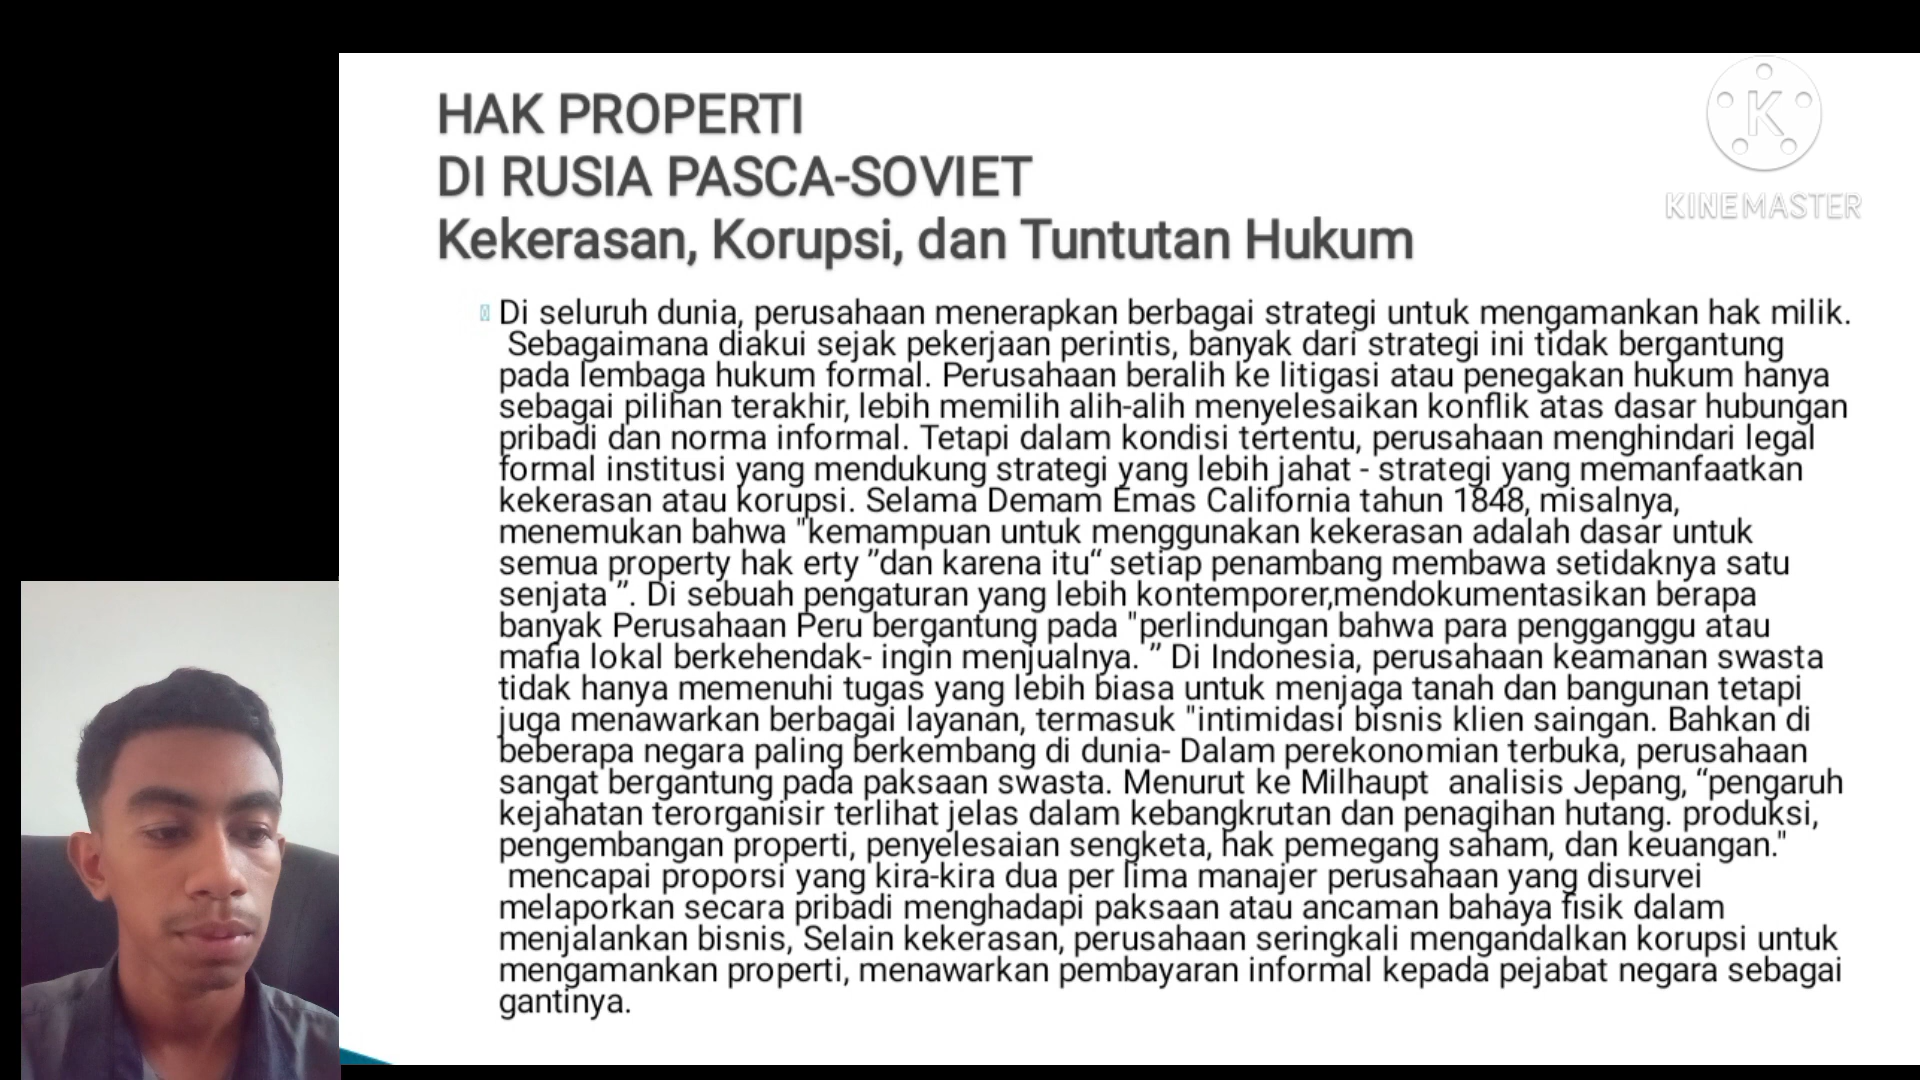 HAK PROPERTI
DI RUSIA PASCA-SOVIET
Kekerasan, Korupsi, dan Tuntutan Hukum
K
KINEMASTER
Di seluruh dunia, perusahaan menerapkan berbagai strategi untuk mengamankan hak milik.
Sebagaimana diakui sejak pekerjaan perintis, banyak dari strategi ini tidak bergantung
pada lembaga hukum formal. Perusahaan beralih ke litigasi atau penegakan hukum hanya
sebagai pilihan terakhir, lebih memilih alih-alih menyelesaikan konflik atas dasar hubungan
pribadi dan norma informal. Tetapi dalam kondisi tertentu, perusahaan menghindari legal
formal institusi yang mendukung strategi yang lebih jahat - strategi yang memanfaatkan
kekerasan atau korupsi. Selama Demam Emas California tahun 1848, misalnya,
menemukan bahwa "kemampuan untuk menggunakan kekerasan adalah dasar untuk
semua property hak erty ”dan karena itu“ setiap penambang membawa setidaknya satu
senjata ”. Di sebuah pengaturan yang lebih kontemporer,mendokumentasikan berapa
banyak Perusahaan Peru bergantung pada "perlindungan bahwa para pengganggu atau
mafia lokal berkehendak- ingin menjualnya. ” Di Indonesia, perusahaan keamanan swasta
tidak hanya memenuhi tugas yang lebih biasa untuk menjaga tanah dan bangunan tetapi
juga menawarkan berbagai layanan, termasuk "intimidasi bisnis klien saingan. Bahkan di
beberapa negara paling berkembang di dunia- Dalam perekonomian terbuka, perusahaan
sangat bergantung pada paksaan swasta. Menurut ke Milhaupt  analisis Jepang, “pengaruh
kejahatan terorganisir terlihat jelas dalam kebangkrutan dan penagihan hutang. produksi,
pengembangan properti, penyelesaian sengketa, hak pemegang saham, dan keuangan."
mencapai proporsi yang kira-kira dua per lima manajer perusahaan yang disurvei
melaporkan secara pribadi menghadapi paksaan atau ancaman bahaya fisik dalam
menjalankan bisnis, Selain kekerasan, perusahaan seringkali mengandalkan korupsi untuk
mengamankan properti, menawarkan pembayaran informal kepada pejabat negara sebagai
gantinya.